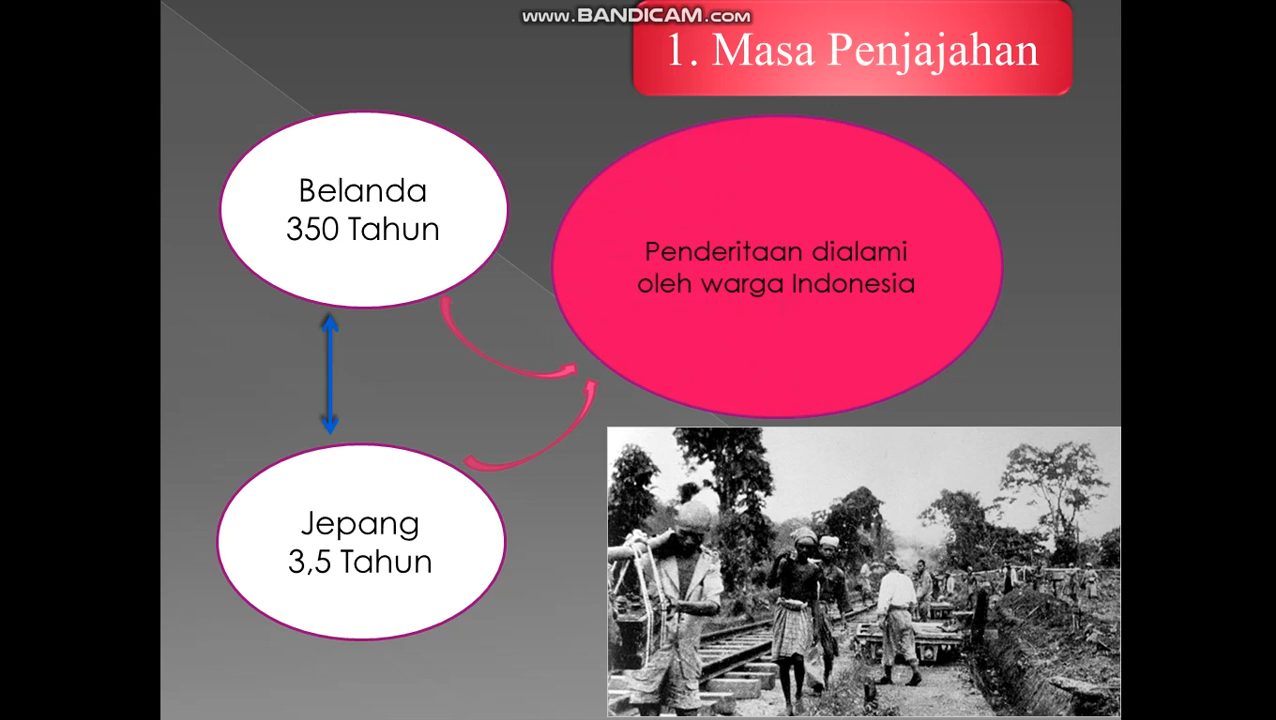 www.BANDICAM.com
1. Masa Penjajahan
Belanda
350 Tahun
Penderitaan dialami
oleh warga Indonesia
Jepang
3,5 Tahun